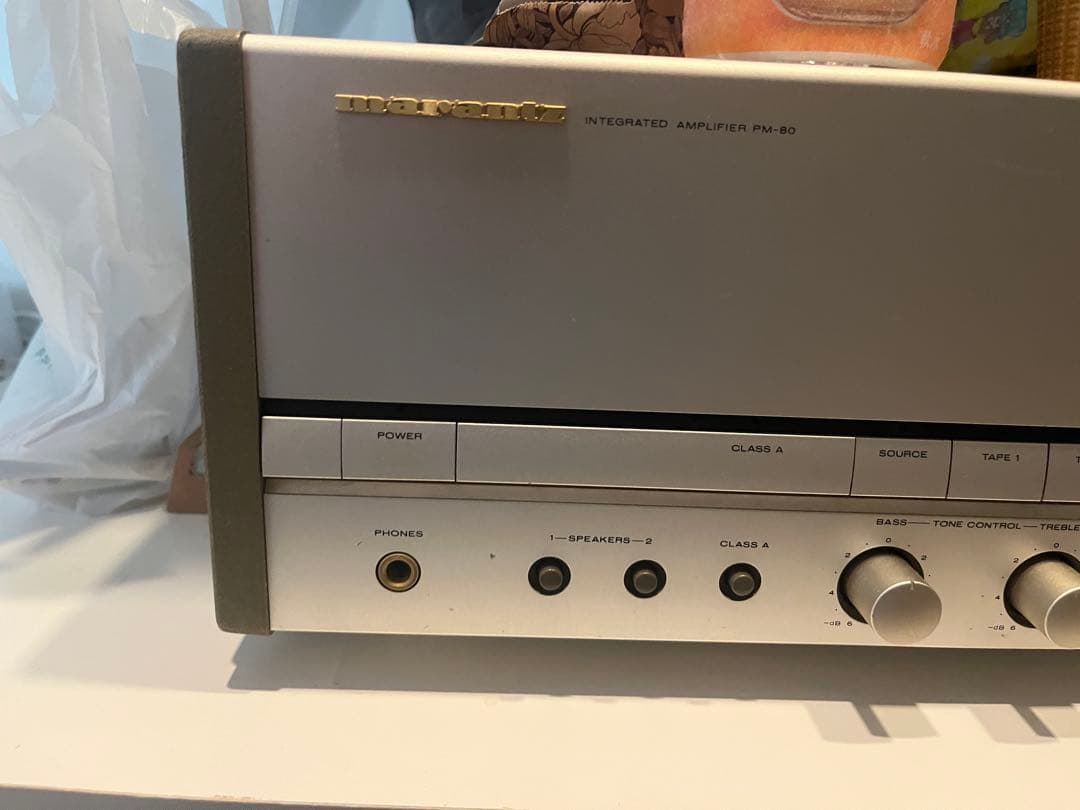 marantz
INTEGRATED AMPLIFIER PM-80
POWER
CLASS A
SOURCE
TAPE 1
T
PHONES
1—SPEAKERS—2
CLASS A
BASS—TONE CONTROL—TREBLE
0
2 2
4
-dB 6
0
2
4
-dB 6